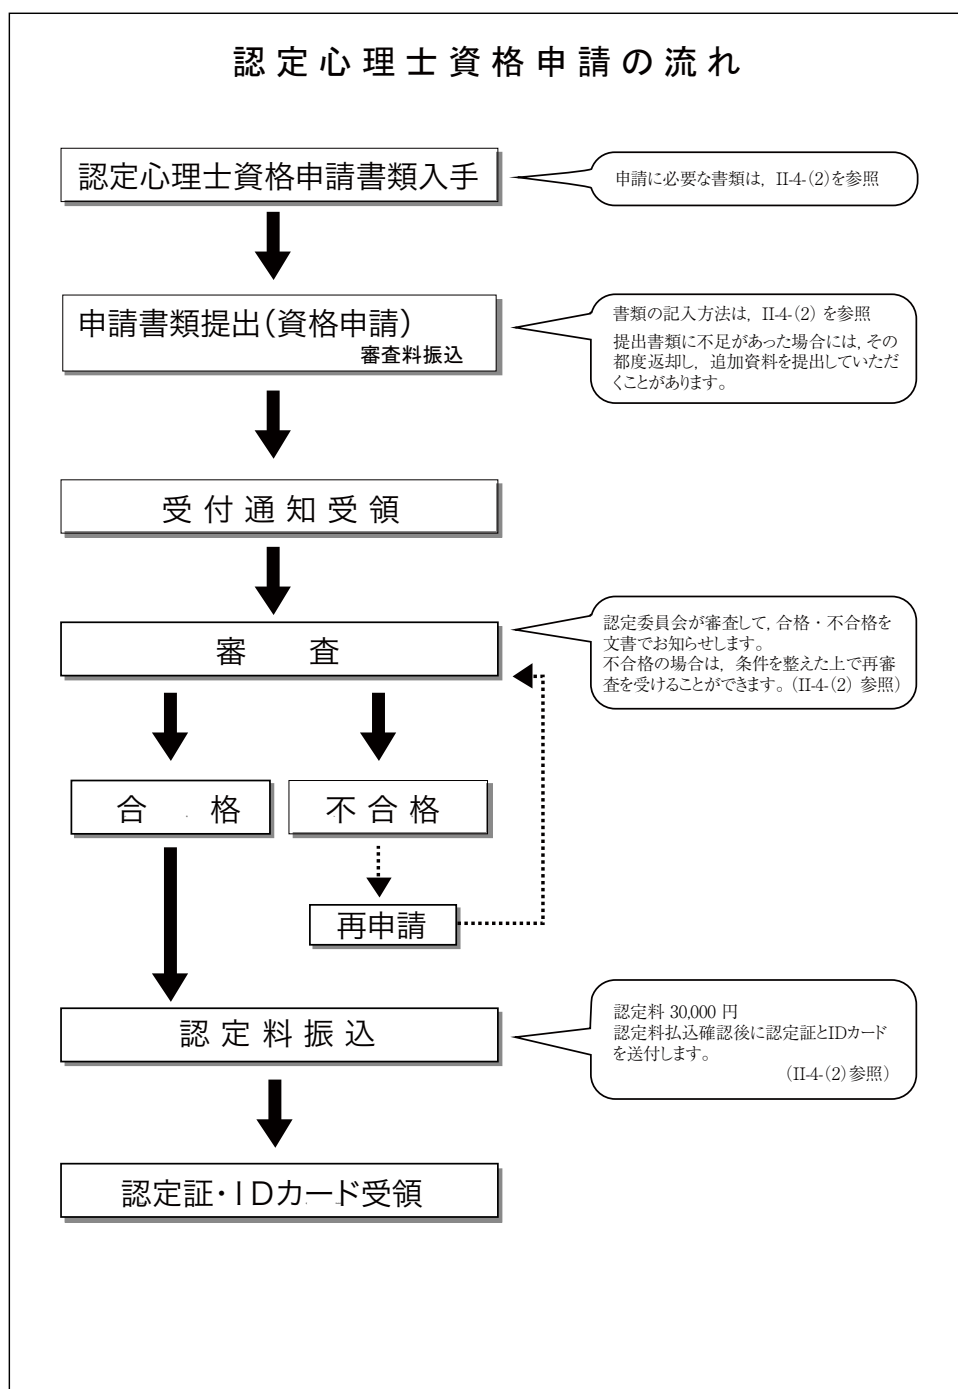 認定心理士資格申請の流れ
認定心理士資格申請書類入手
申請に必要な書類は，II-4-(2)を参照
申請書類提出(資格申請)
審査料振込
書類の記入方法は，II-4-(2) を参照
提出書類に不足があった場合には，その
都度返却し，追加資料を提出していただ
くことがあります。
受付通知受領
審　査
認定委員会が審査して，合格・不合格を
文書でお知らせします。
不合格の場合は，条件を整えた上で再審
査を受けることができます。（II-4-(2) 参照）
合　格
不合格
再申請
認定料振込
認定料 30,000 円
認定料払込確認後に認定証とIDカード
を送付します。
（II-4-(2)参照）
認定証・IDカード受領